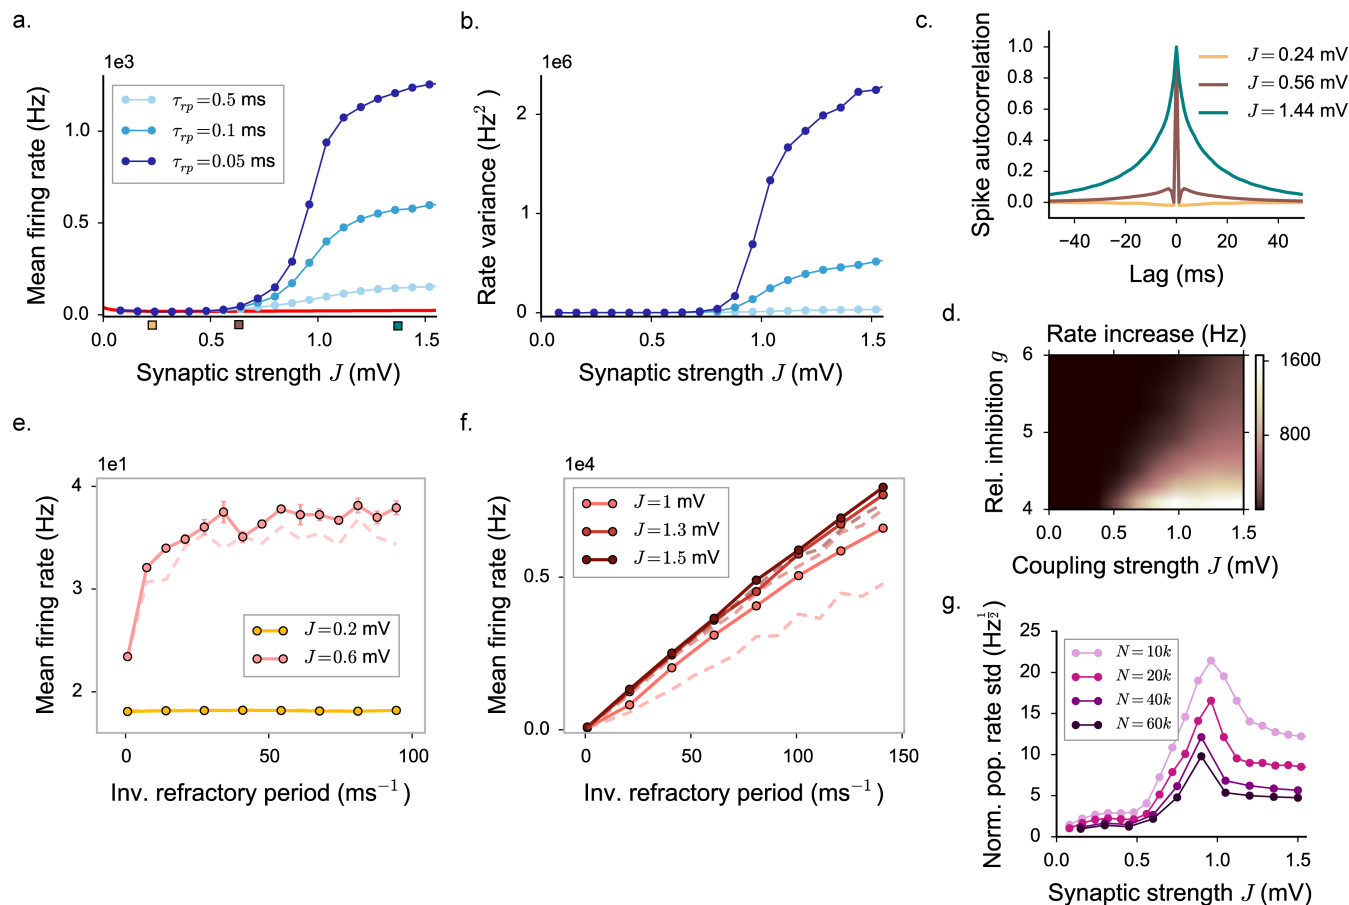 a.
1e3
Mean firing rate (Hz)
1.0
0.5
0.0
τrp=0.5 ms
τrp=0.1 ms
τrp=0.05 ms
0.0
0.5
1.0
1.5
Synaptic strength J (mV)
b.
1e6
Rate variance (Hz²)
2
1
0
0.0
0.5
1.0
1.5
Synaptic strength J (mV)
c.
Spike autocorrelation
1.0
0.8
0.6
0.4
0.2
0.0
J=0.24 mV
J=0.56 mV
J=1.44 mV
−40
−20
0
20
40
Lag (ms)
d.
Rate increase (Hz)
Rel. inhibition g
6
5
4
1600
800
0.0
0.5
1.0
1.5
Coupling strength J (mV)
e.
1e1
Mean firing rate (Hz)
4
3
2
J=0.2 mV
J=0.6 mV
0
50
100
Inv. refractory period (ms⁻¹)
f.
1e4
Mean firing rate (Hz)
0.5
0.0
J=1 mV
J=1.3 mV
J=1.5 mV
0
50
100
150
Inv. refractory period (ms⁻¹)
g.
Norm. pop. rate std (Hz½)
25
20
15
10
5
0
N=10k
N=20k
N=40k
N=60k
0.0
0.5
1.0
1.5
Synaptic strength J (mV)